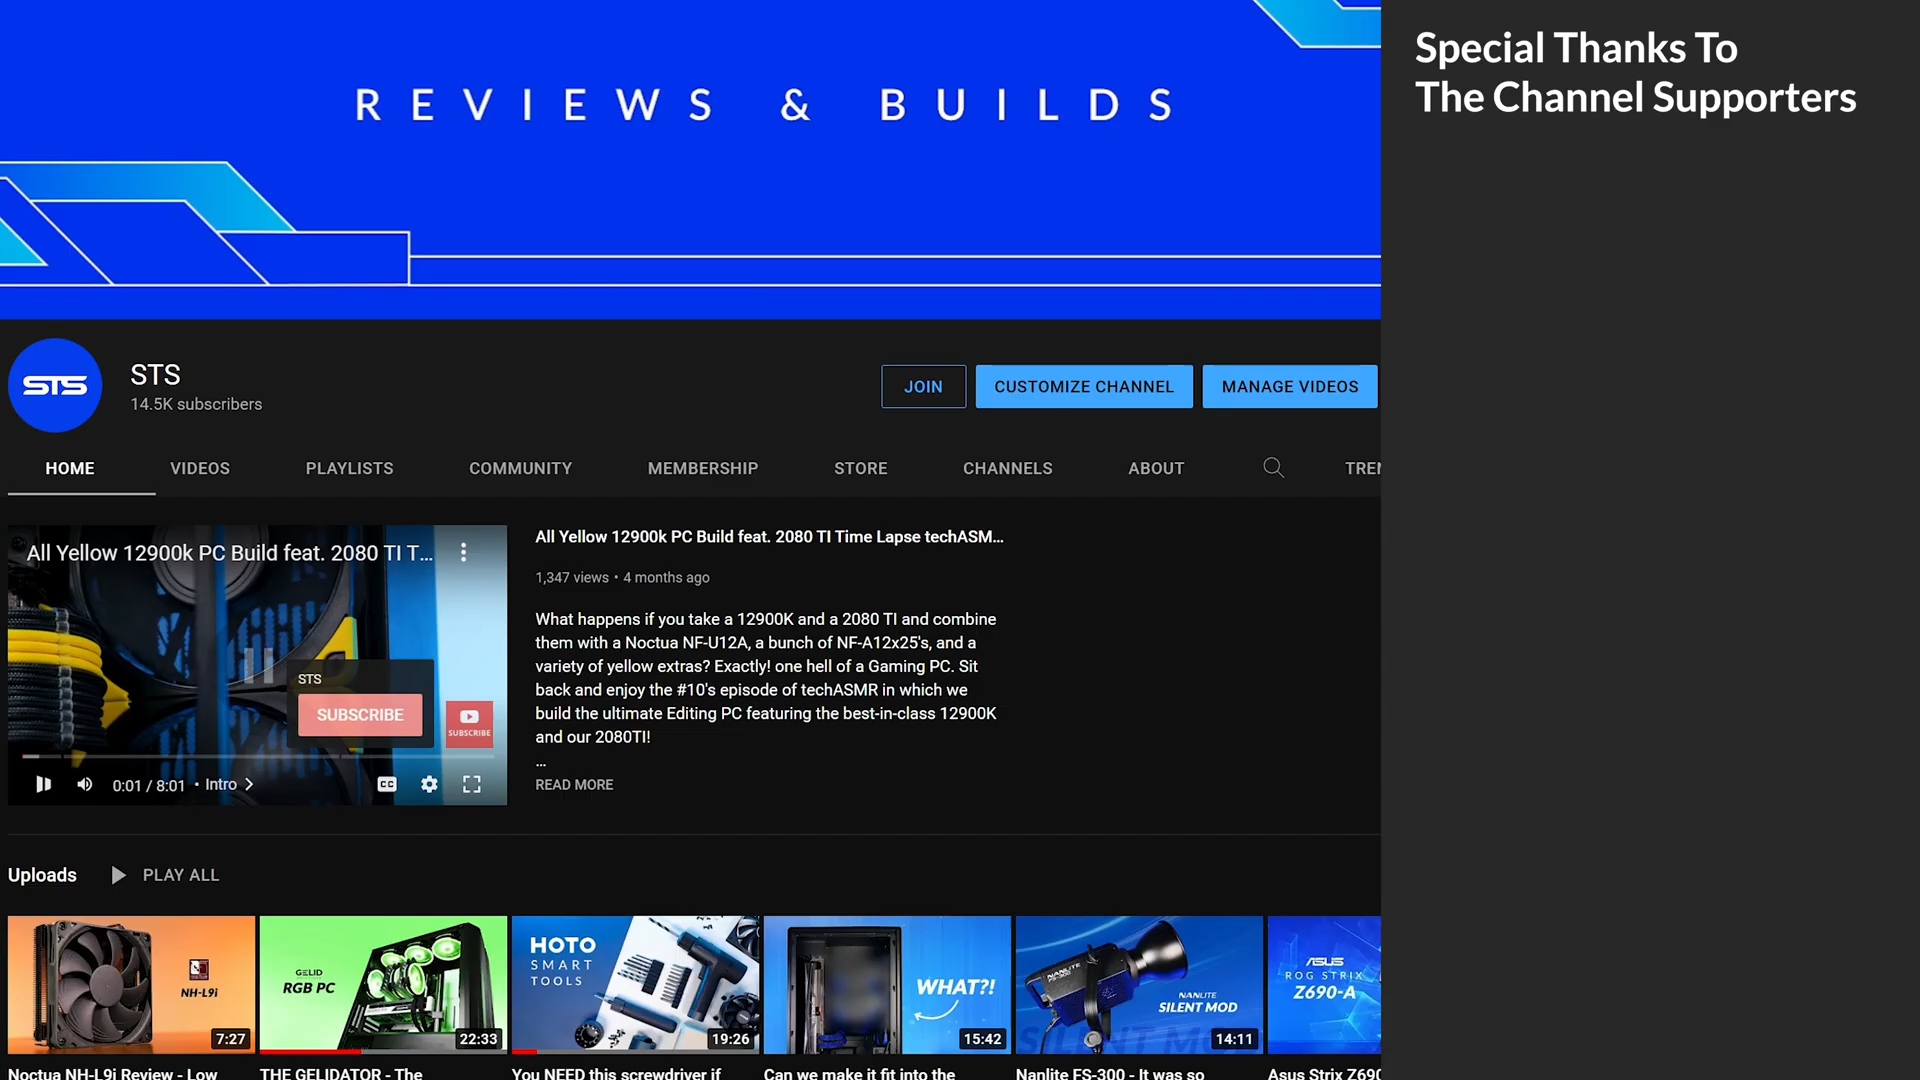 REVIEWS & BUILDS
Special Thanks To
The Channel Supporters
STS
STS
14.5K subscribers
JOIN
CUSTOMIZE CHANNEL
MANAGE VIDEOS
HOME
VIDEOS
PLAYLISTS
COMMUNITY
MEMBERSHIP
STORE
CHANNELS
ABOUT
TREN
All Yellow 12900k PC Build feat. 2080 TI T...
STS
SUBSCRIBE
SUBSCRIBE
0:01 / 8:01 • Intro
CC
All Yellow 12900k PC Build feat. 2080 TI Time Lapse techASM...
1,347 views • 4 months ago
What happens if you take a 12900K and a 2080 TI and combine
them with a Noctua NF-U12A, a bunch of NF-A12x25's, and a
variety of yellow extras? Exactly! one hell of a Gaming PC. Sit
back and enjoy the #10's episode of techASMR in which we
build the ultimate Editing PC featuring the best-in-class 12900K
and our 2080TI!
...
READ MORE
Uploads
PLAY ALL
NH-L9i
7:27
GELID
RGB PC
22:33
HOTO
SMART
TOOLS
19:26
WHAT?!
15:42
NANLITE
NANLITE
SILENT MOD
SILENT MO
14:11
ASUS
ROG STRIX
Z690-A
Noctua NH-L9i Review - Low
THE GELIDATOR - The
You NEED this screwdriver if
Can we make it fit into the
Nanlite FS-300 - It was so
Asus Strix Z690